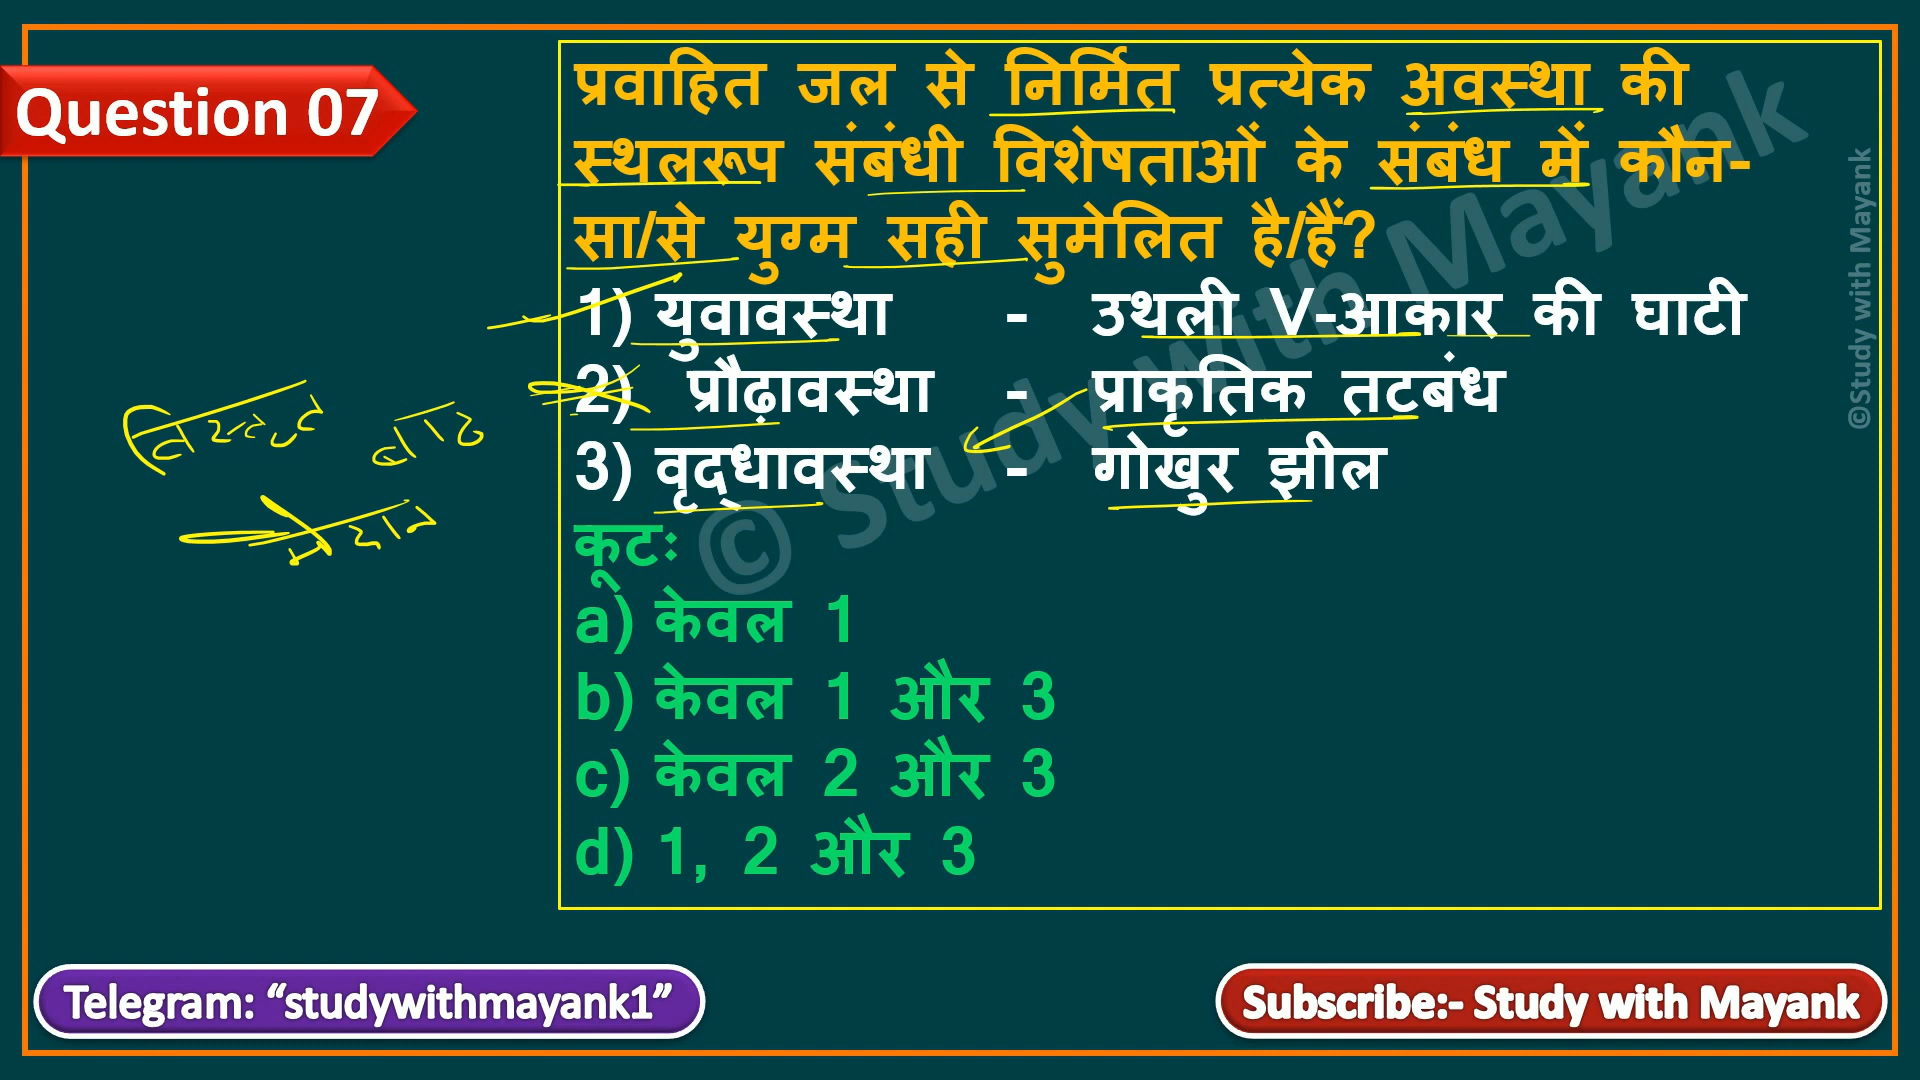 Question 07
प्रवाहित जल से निर्मित प्रत्येक अवस्था की
स्थलरूप संबंधी विशेषताओं के संबंध में कौन-
सा/से युग्म सही सुमेलित है/हैं?
1) युवावस्था - उथली V-आकार की घाटी
2) प्रौढ़ावस्था - प्राकृतिक तटबंध
3) वृद्धावस्था - गोखुर झील
कूटः
a) केवल 1
b) केवल 1 और 3
c) केवल 2 और 3
d) 1, 2 और 3
मैदान
© Study with Mayank
©Study with Mayank
Telegram: “studywithmayank1”
Subscribe:- Study with Mayank